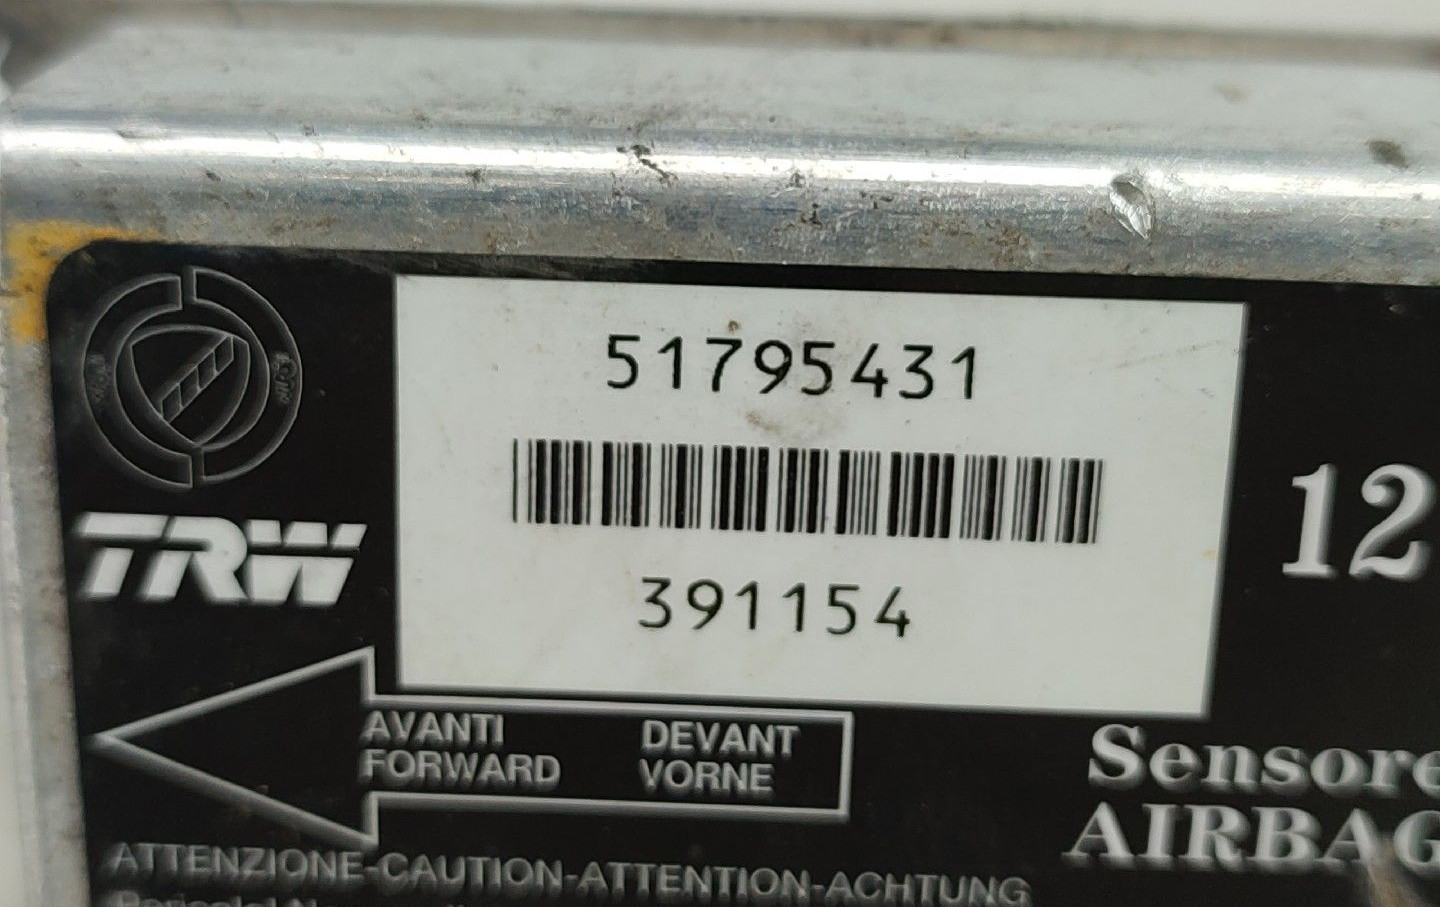 51795431
391154
TRW
12
AVANTI DEVANT
FORWARD VORNE
Sensore
AIRBAG
ATTENZIONE-CAUTION-ATTENTION-ACHTUNG